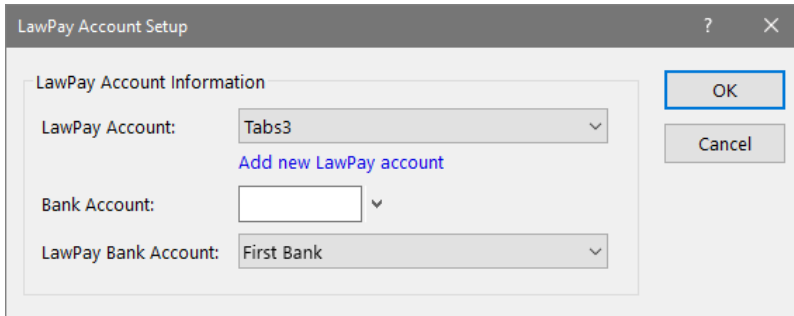 LawPay Account Setup
?
LawPay Account Information
OK
LawPay Account:
Tabs3
Cancel
Add new LawPay account
Bank Account:
LawPay Bank Account:
First Bank